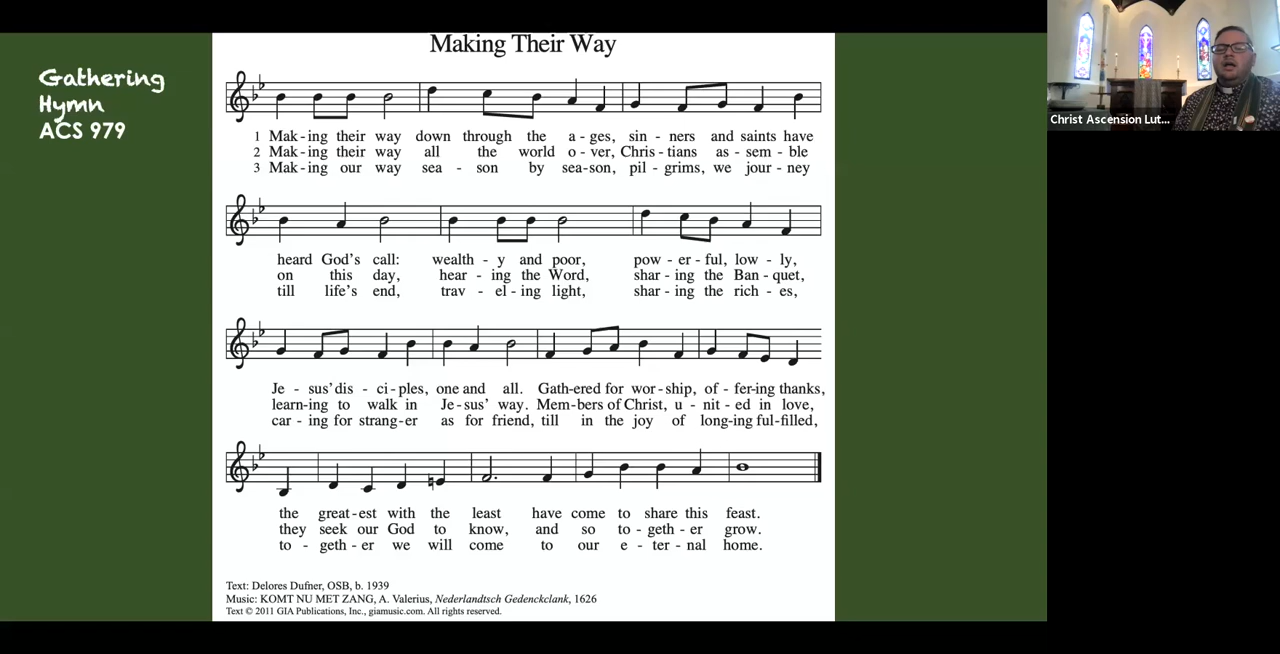 Making Their Way
Gathering
Hymn
ACS 979
1 Mak - ing their way down through the a - ges, sin - ners and saints have
2 Mak - ing their way all the world o - ver, Chris - tians as - sem - ble
3 Mak - ing our way sea - son by sea - son, pil - grims, we jour - ney
heard God's call: wealth - y and poor, pow - er - ful, low - ly,
on this day, hear - ing the Word, shar - ing the Ban - quet,
till life's end, trav - el - ing light, shar - ing the rich - es,
Je - sus' dis - ci - ples, one and all. Gath - ered for wor - ship, of - fer - ing thanks,
learn - ing to walk in Je - sus' way. Mem - bers of Christ, u - nit - ed in love,
car - ing for strang - er as for friend, till in the joy of long - ing ful - filled,
the great - est with the least have come to share this feast.
they seek our God to know, and so to - geth - er grow.
to - geth - er we will come to our e - ter - nal home.
Text: Delores Dufner, OSB, b. 1939
Music: KOMT NU MET ZANG, A. Valerius, Nederlandtsch Gedenckclank, 1626
Text © 2011 GIA Publications, Inc., giamusic.com. All rights reserved.
Christ Ascension Lut...